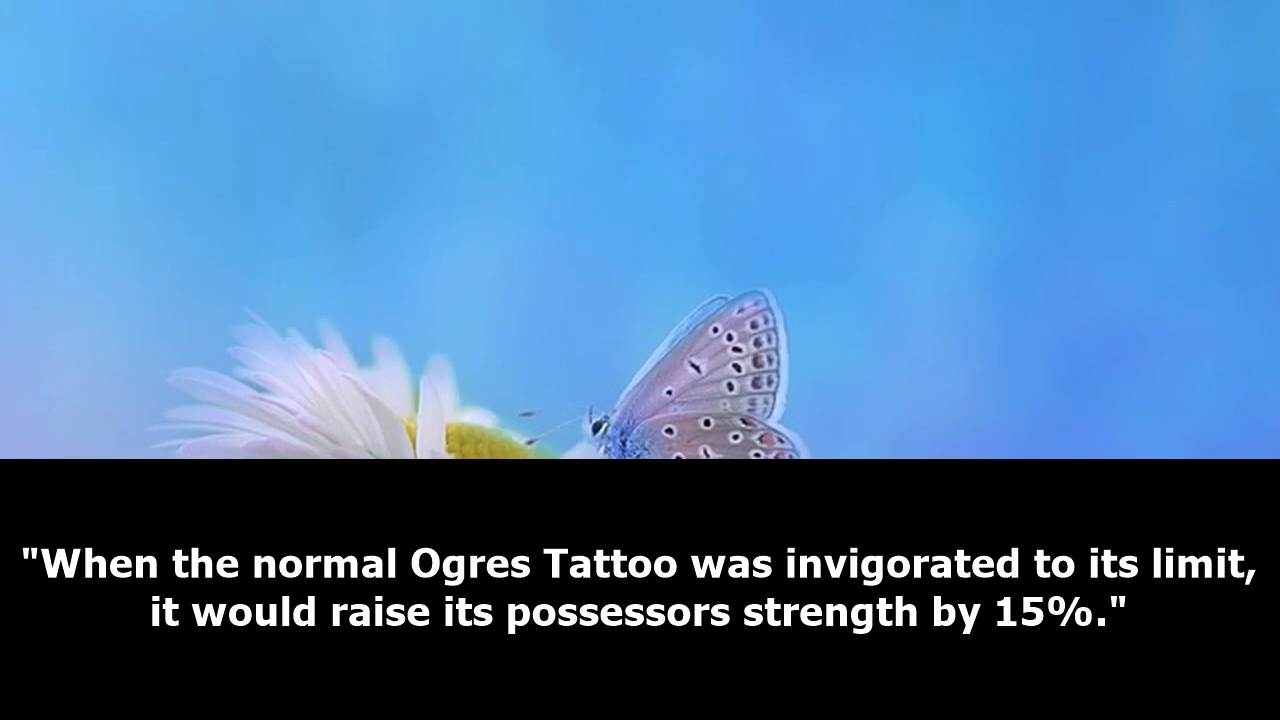 "When the normal Ogres Tattoo was invigorated to its limit,
it would raise its possessors strength by 15%."